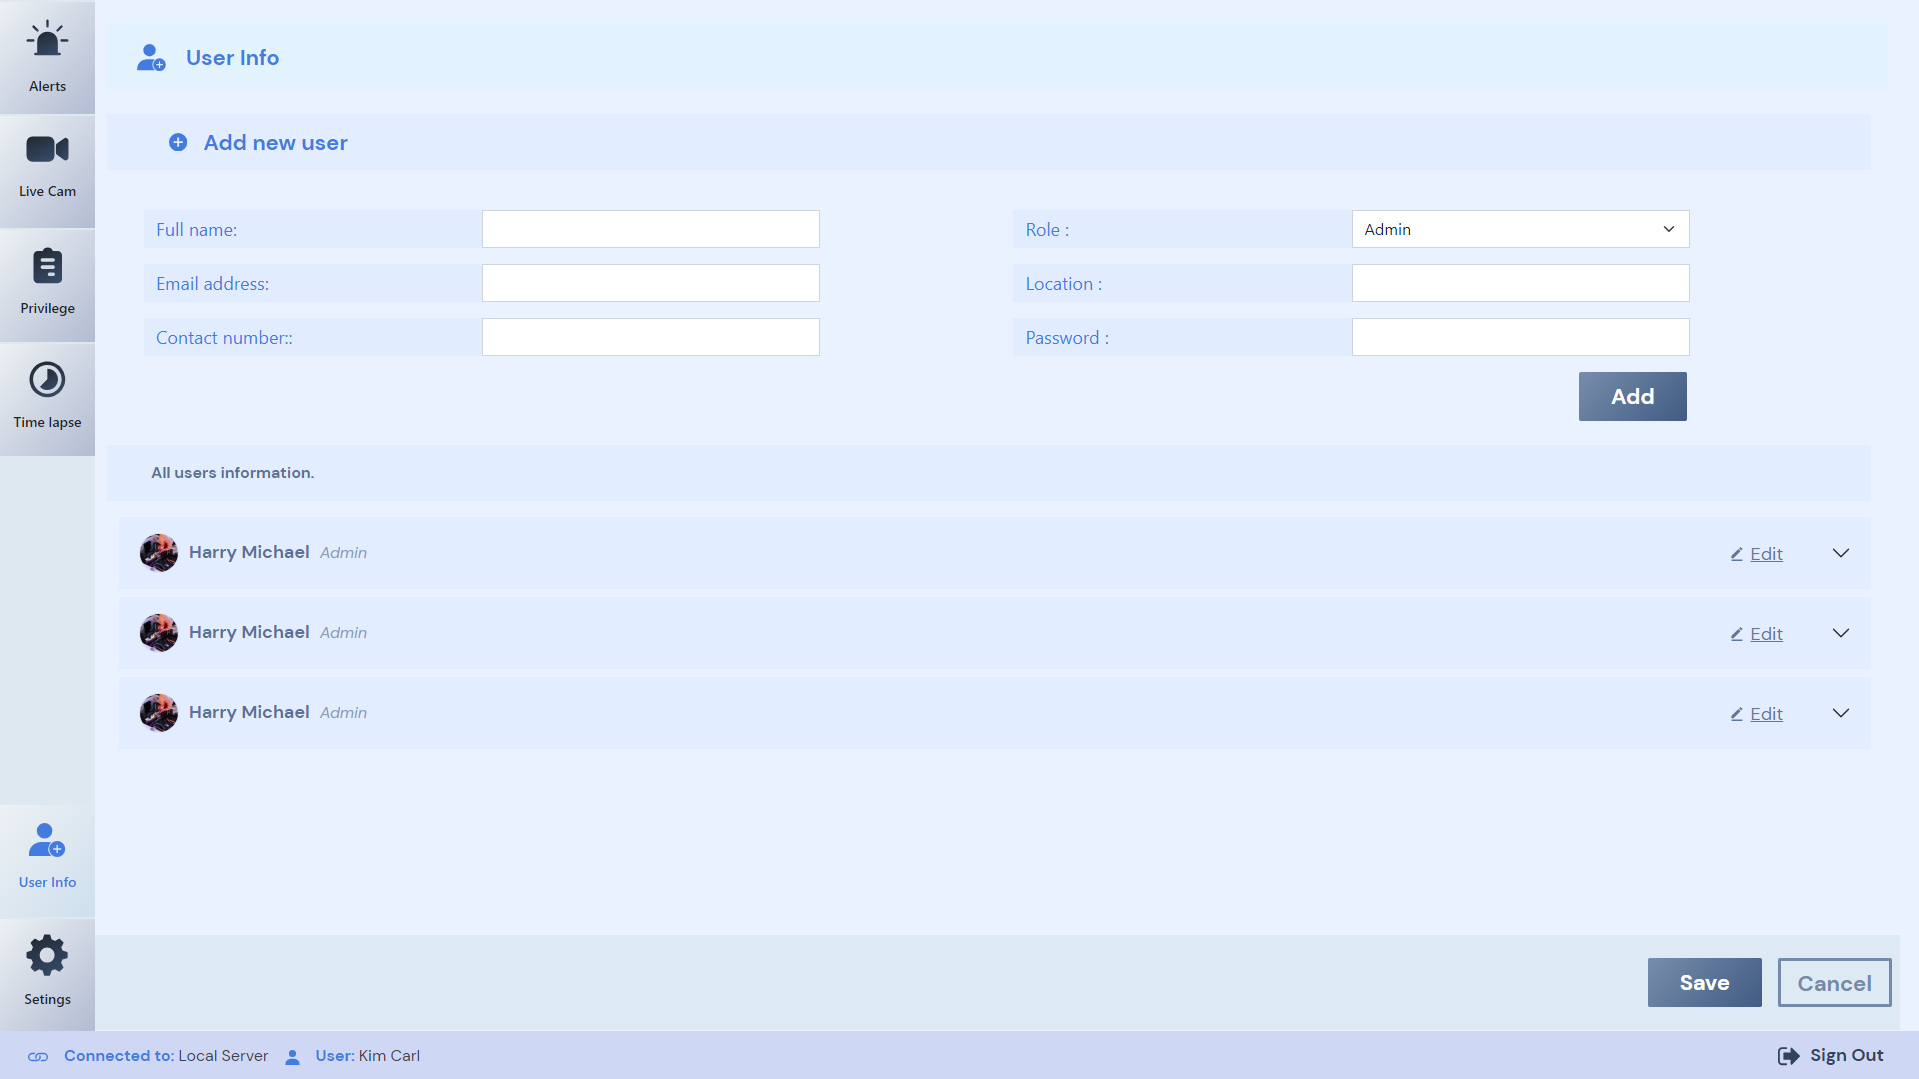 Alerts
Live Cam
Privilege
Time lapse
User Info
Setings
User Info
Add new user
Full name:
Role :
Admin
Email address:
Location :
Contact number::
Password :
Add
All users information.
Harry Michael Admin Edit
Harry Michael Admin Edit
Harry Michael Admin Edit
Save Cancel
Connected to: Local Server User: Kim Carl Sign Out